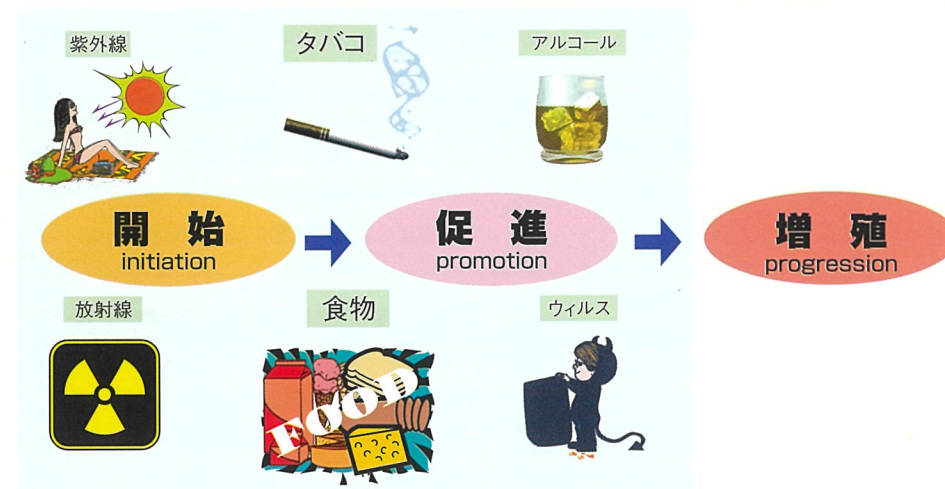 紫外線
タバコ
アルコール
開始
initiation
促進
promotion
増殖
progression
放射線
食物
ウィルス
FOOD